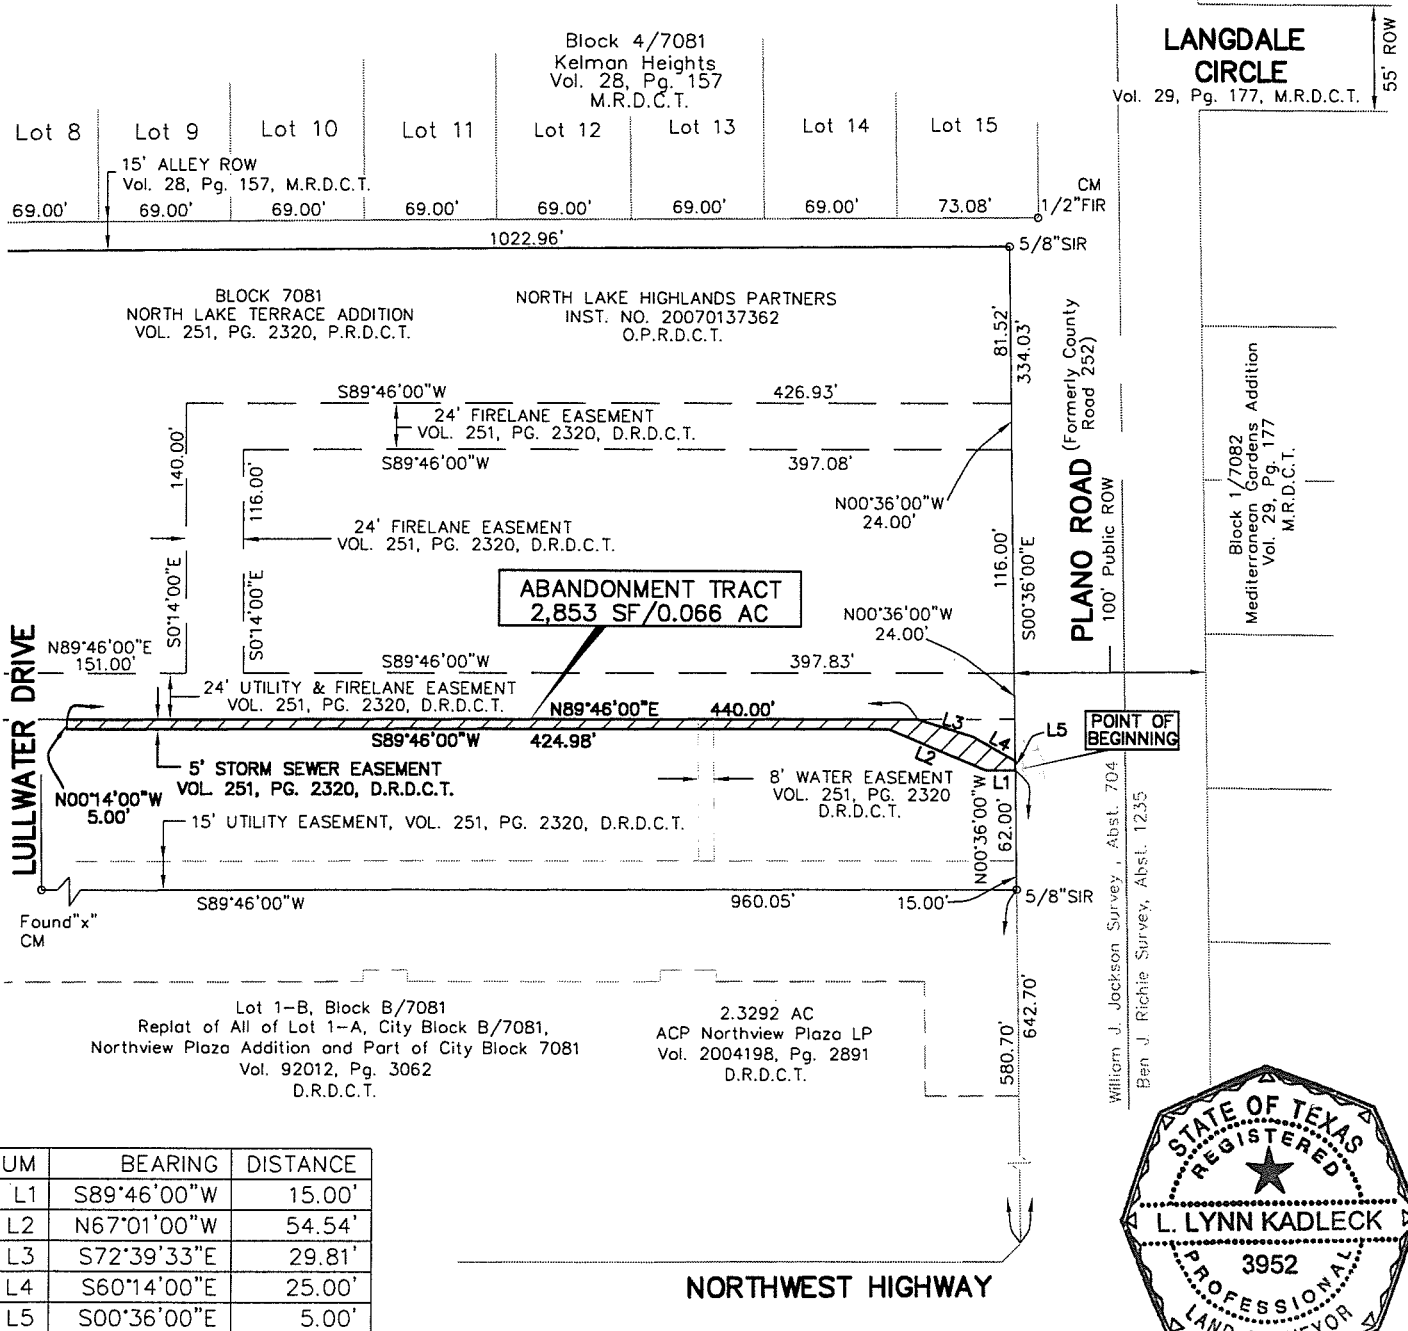 Block 4/7081
Kelman Heights
Vol. 28, Pg. 157
M.R.D.C.T.
LANGDALE
CIRCLE
Vol. 29, Pg. 177, M.R.D.C.T.
55' ROW
Lot 8
Lot 9
Lot 10
Lot 11
Lot 12
Lot 13
Lot 14
Lot 15
15' ALLEY ROW
Vol. 28, Pg. 157, M.R.D.C.T.
CM
1/2"FIR
69.00'
69.00'
69.00'
69.00'
69.00'
69.00'
69.00'
73.08'
1022.96'
5/8"SIR
BLOCK 7081
NORTH LAKE TERRACE ADDITION
VOL. 251, PG. 2320, P.R.D.C.T.
NORTH LAKE HIGHLANDS PARTNERS
INST. NO. 20070137362
O.P.R.D.C.T.
81.52'
334.03'
PLANO ROAD
(Formerly County
Road 252)
100' Public ROW
Block 1/7082
Mediterranean Gardens Addition
Vol. 29, Pg. 177
M.R.D.C.T.
S89°46'00"W
426.93'
24' FIRELANE EASEMENT
VOL. 251, PG. 2320, D.R.D.C.T.
S89°46'00"W
397.08'
140.00'
116.00'
N00°36'00"W
24.00'
24' FIRELANE EASEMENT
VOL. 251, PG. 2320, D.R.D.C.T.
S0°14'00"E
S0°14'00"E
116.00'
S00°36'00"E
ABANDONMENT TRACT
2,853 SF/0.066 AC
N00°36'00"W
24.00'
LULLWATER DRIVE
N89°46'00"E
151.00'
S89°46'00"W
397.83'
24' UTILITY & FIRELANE EASEMENT
VOL. 251, PG. 2320, D.R.D.C.T.
N89°46'00"E
440.00'
L3
L4
L5
POINT OF
BEGINNING
S89°46'00"W
424.98'
L2
L1
5' STORM SEWER EASEMENT
VOL. 251, PG. 2320, D.R.D.C.T.
N00°14'00"W
5.00'
8' WATER EASEMENT
VOL. 251, PG. 2320
D.R.D.C.T.
N00°36'00"W
62.00'
15' UTILITY EASEMENT, VOL. 251, PG. 2320, D.R.D.C.T.
William J. Jackson Survey, Abst. 704
Ben J. Richie Survey, Abst. 1235
S89°46'00"W
960.05'
15.00'
5/8"SIR
Found"x"
CM
Lot 1-B, Block B/7081
Replat of All of Lot 1-A, City Block B/7081,
Northview Plaza Addition and Part of City Block 7081
Vol. 92012, Pg. 3062
D.R.D.C.T.
2.3292 AC
ACP Northview Plaza LP
Vol. 2004198, Pg. 2891
D.R.D.C.T.
580.70'
642.70'
UM BEARING DISTANCE
L1 S89°46'00"W 15.00'
L2 N67°01'00"W 54.54'
L3 S72°39'33"E 29.81'
L4 S60°14'00"E 25.00'
L5 S00°36'00"E 5.00'
NORTHWEST HIGHWAY
STATE OF TEXAS
REGISTERED
L. LYNN KADLECK
3952
PROFESSIONAL
LAND